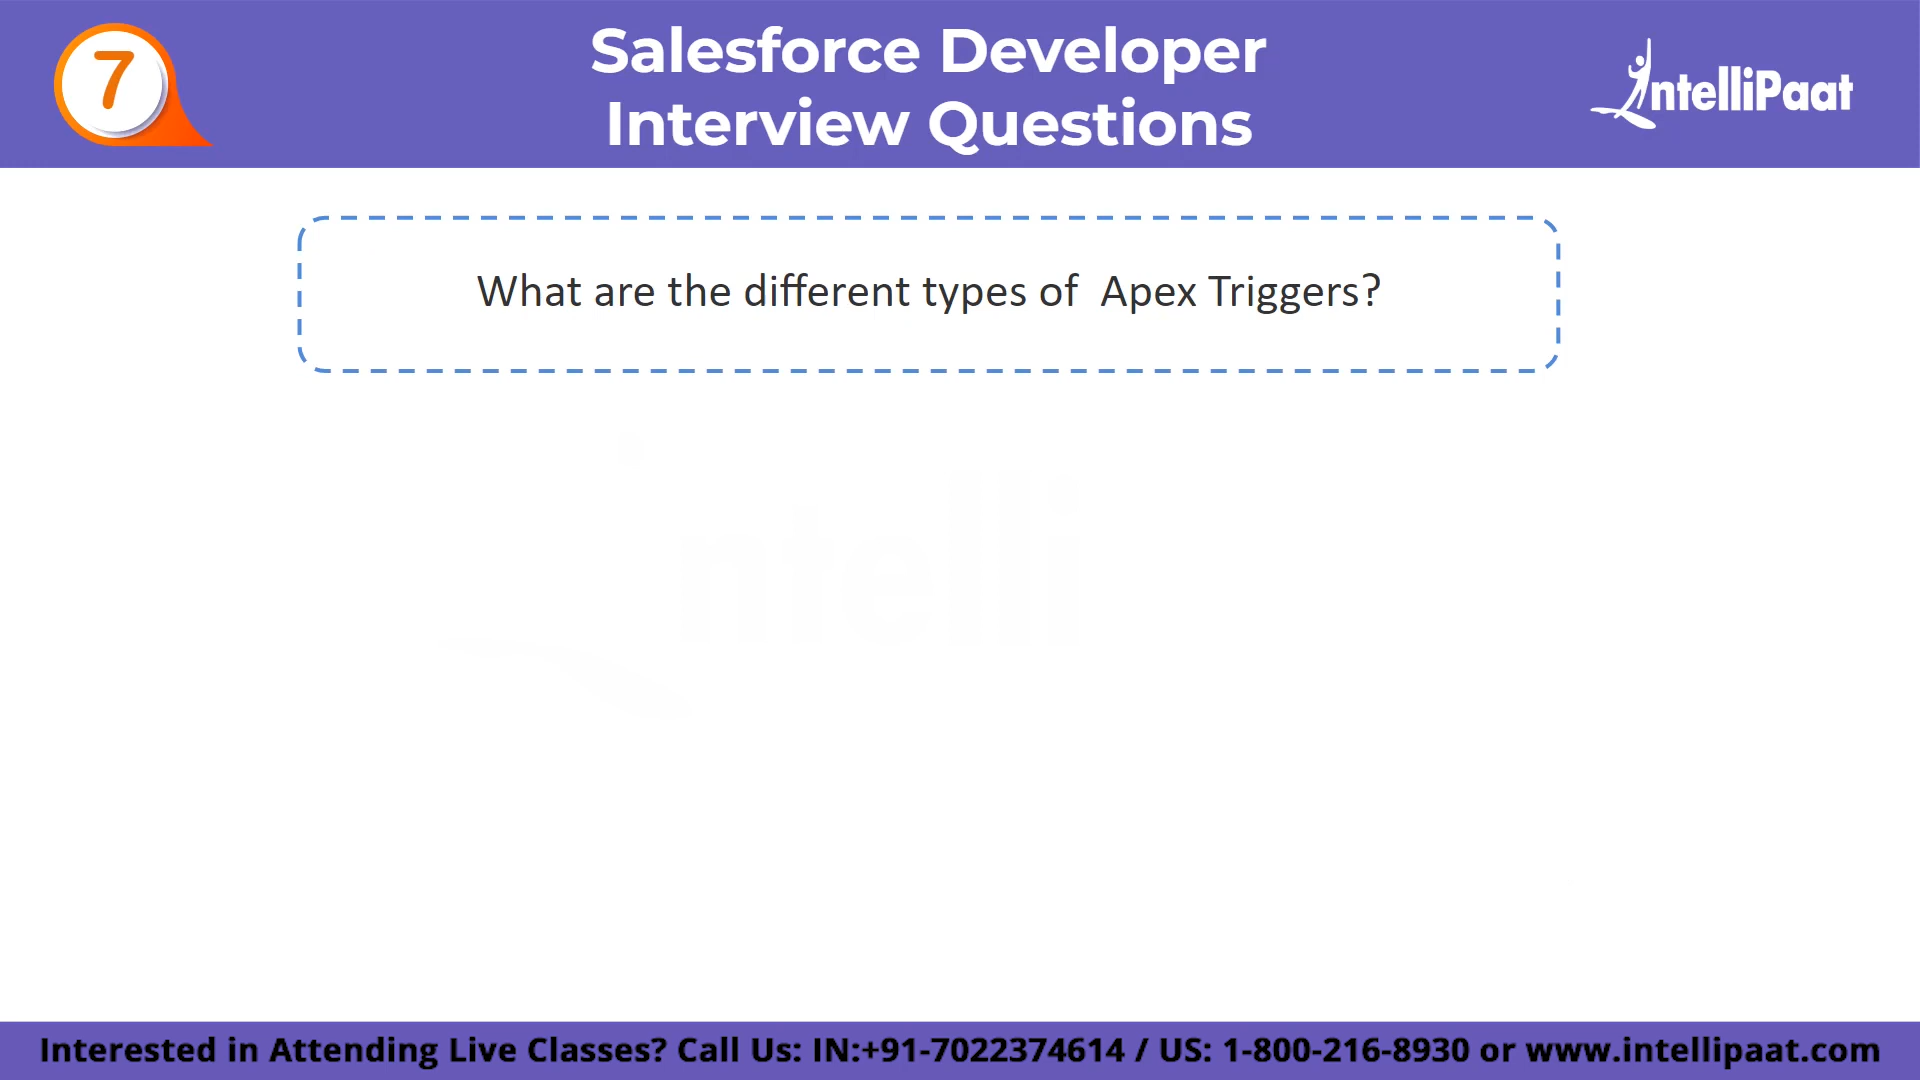 7
Salesforce Developer
Interview Questions
IntelliPaat
What are the different types of  Apex Triggers?
ntelli
Interested in Attending Live Classes? Call Us: IN:+91-7022374614 / US: 1-800-216-8930 or www.intellipaat.com